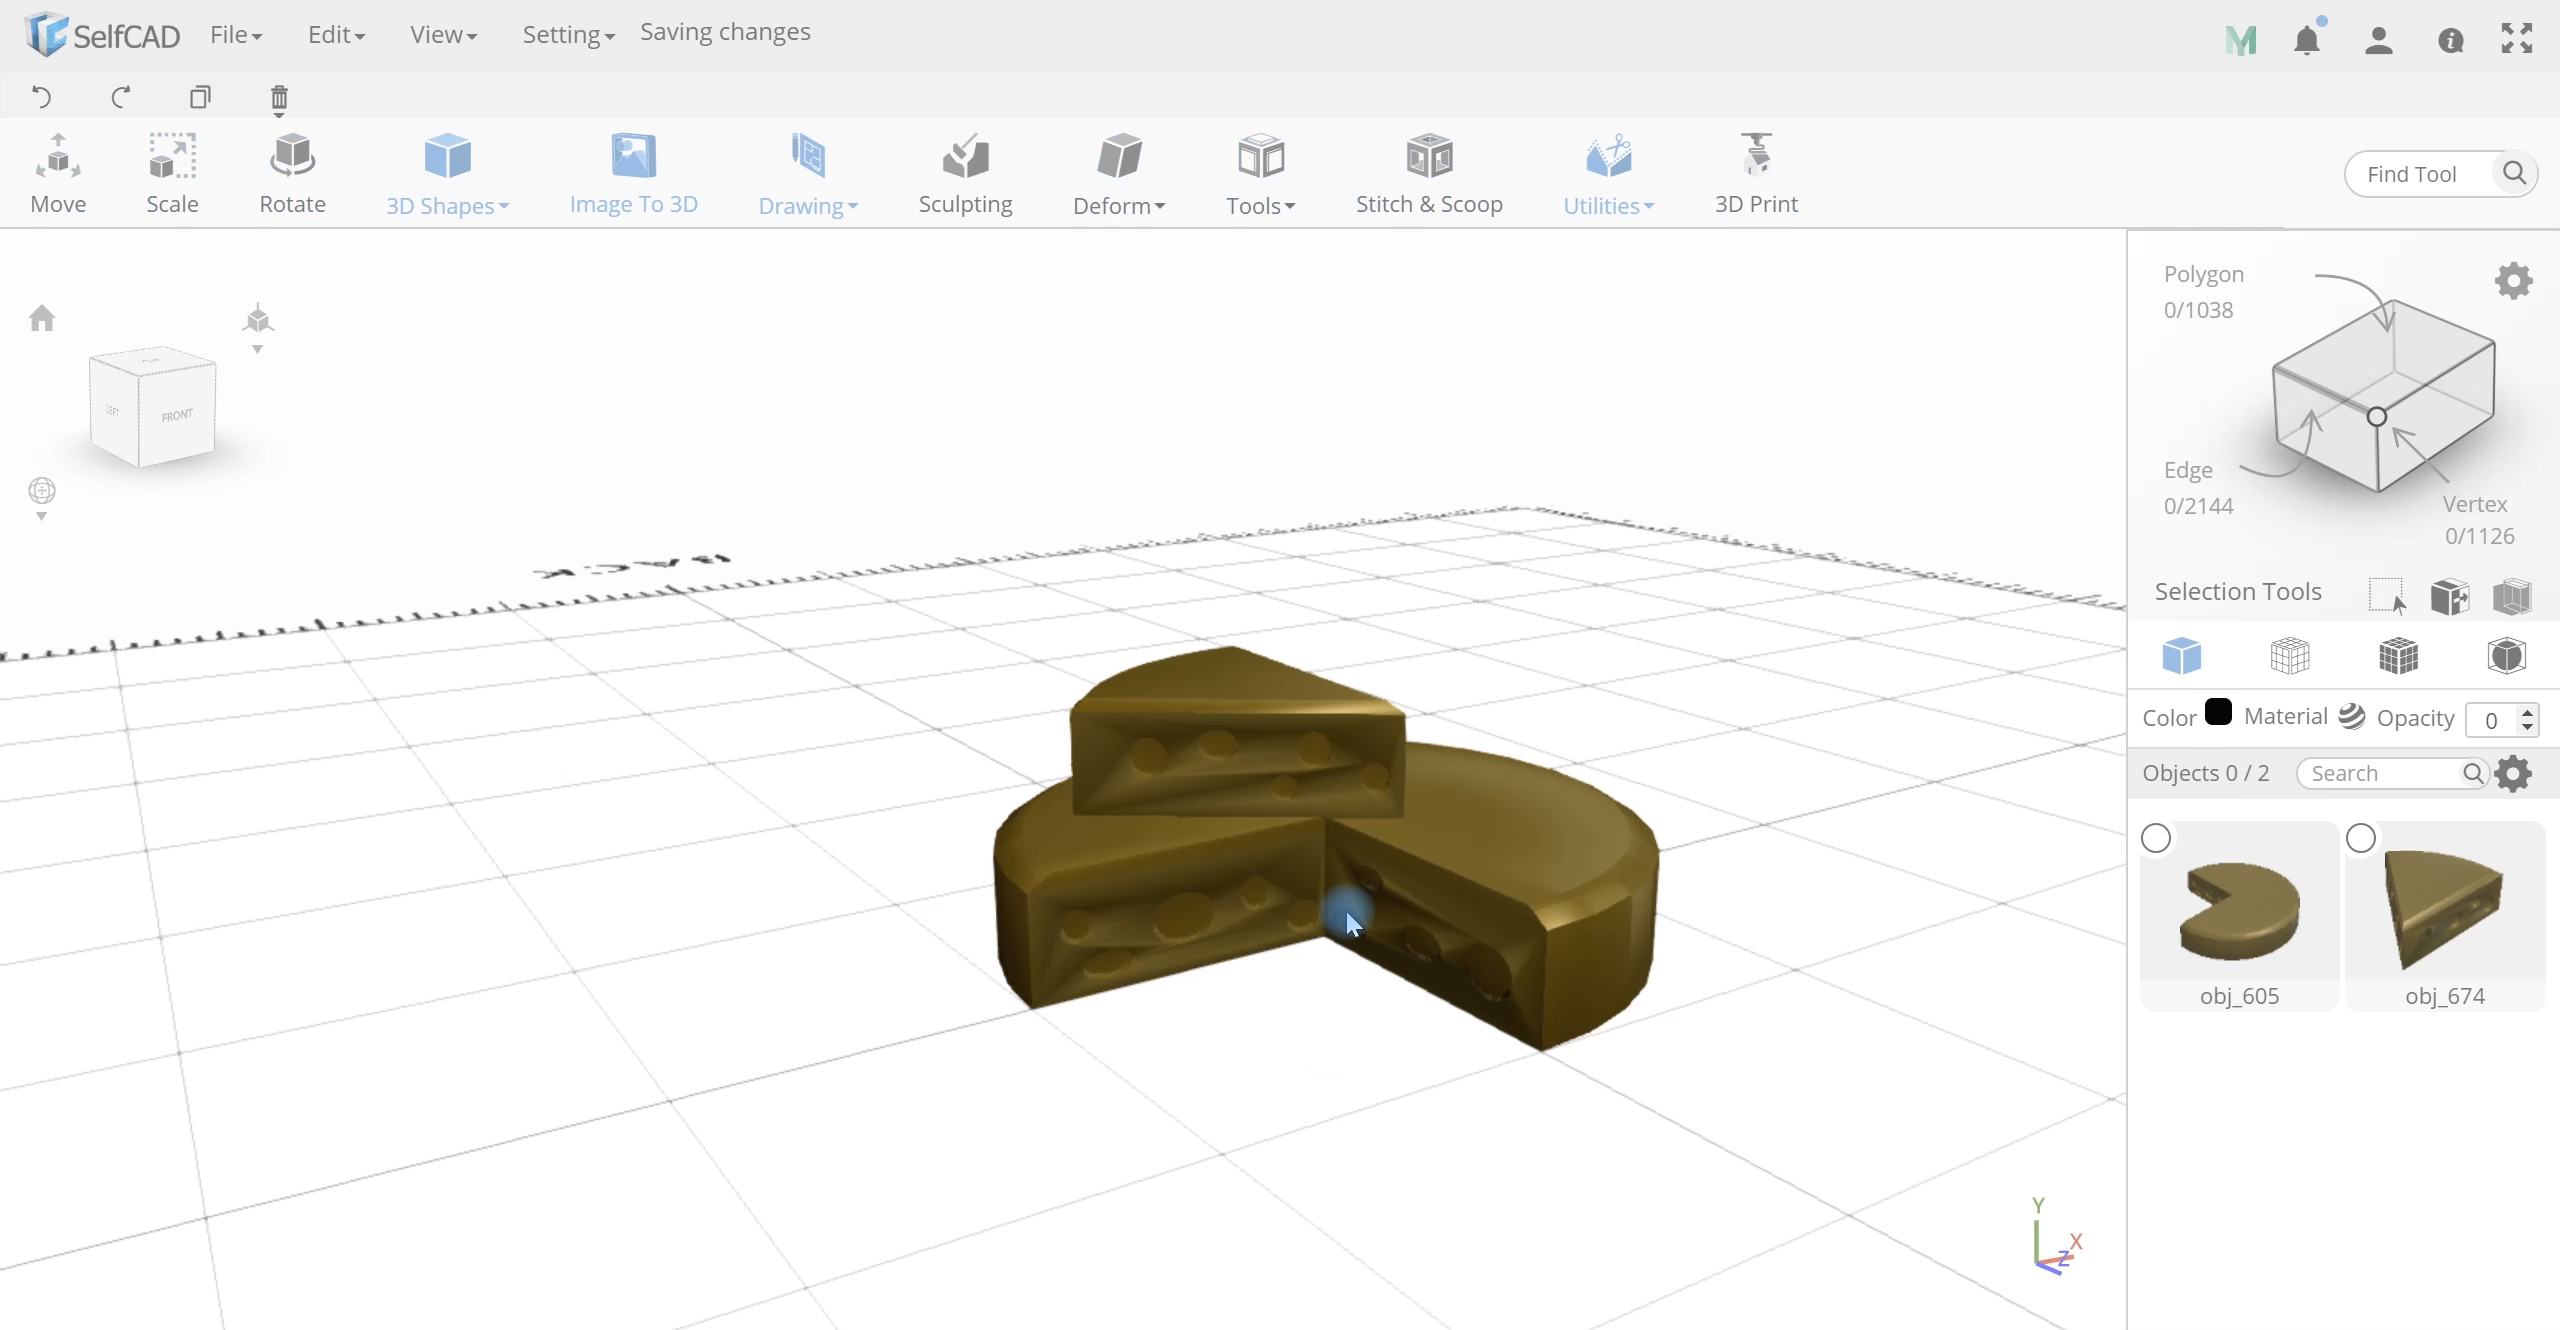 SelfCAD File Edit View Setting Saving changes
Move Scale Rotate 3D Shapes Image To 3D Drawing Sculpting Deform Tools Stitch & Scoop Utilities 3D Print Find Tool
LEFT FRONT
BACK
Polygon
0/1038
Edge
0/2144
Vertex
0/1126
Selection Tools
Color Material Opacity 0
Objects 0 / 2 Search
obj_605 obj_674
Y
X
Z